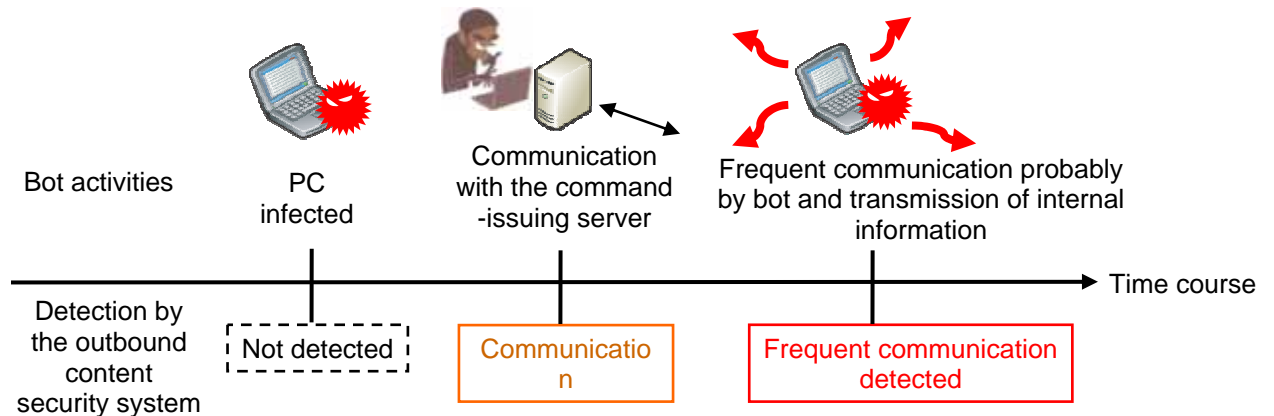 Bot activities
PC
infected
Communication
with the command
-issuing server
Frequent communication probably
by bot and transmission of internal
information
Time course
Detection by
the outbound
content
security system
Not detected
Communicatio
n
Frequent communication
detected